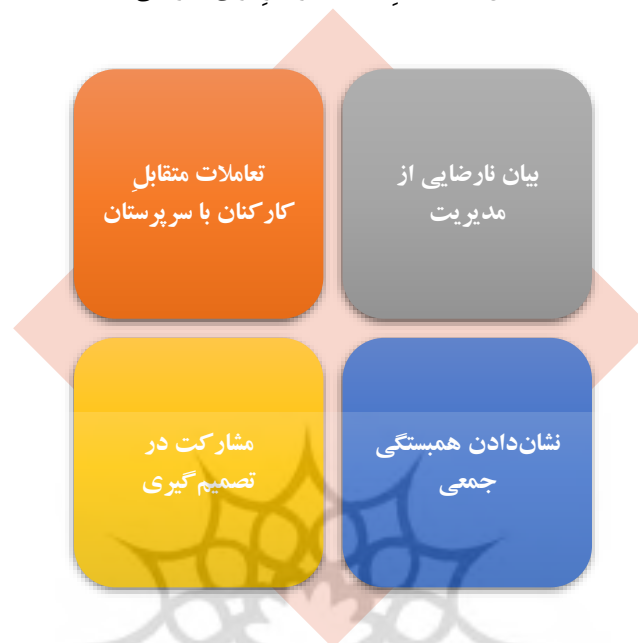 بیان نارضایی از
مدیریت
تعاملات متقابلِ
کارکنان با سرپرستان
نشان‌دادن همبستگی
جمعی
مشارکت در
تصمیم‌گیری